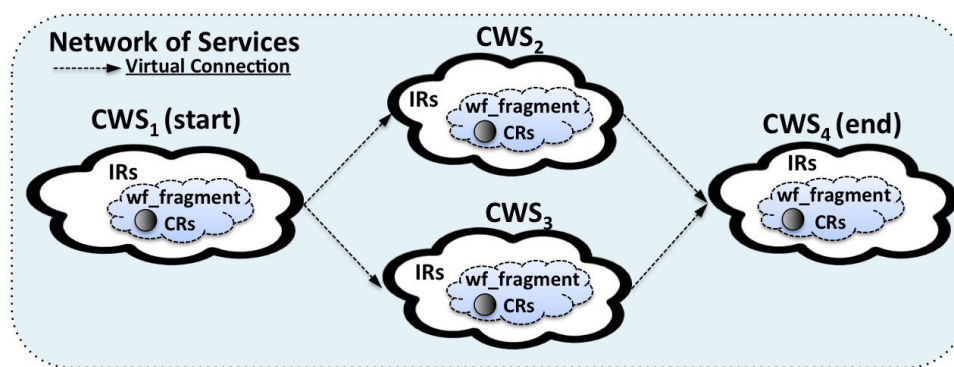 Network of Services
Virtual Connection
CWS1 (start)
IRs
wf_fragment
CRs
CWS2
IRs
wf_fragment
CRs
CWS3
IRs
wf_fragment
CRs
CWS4 (end)
IRs
wf_fragment
CRs